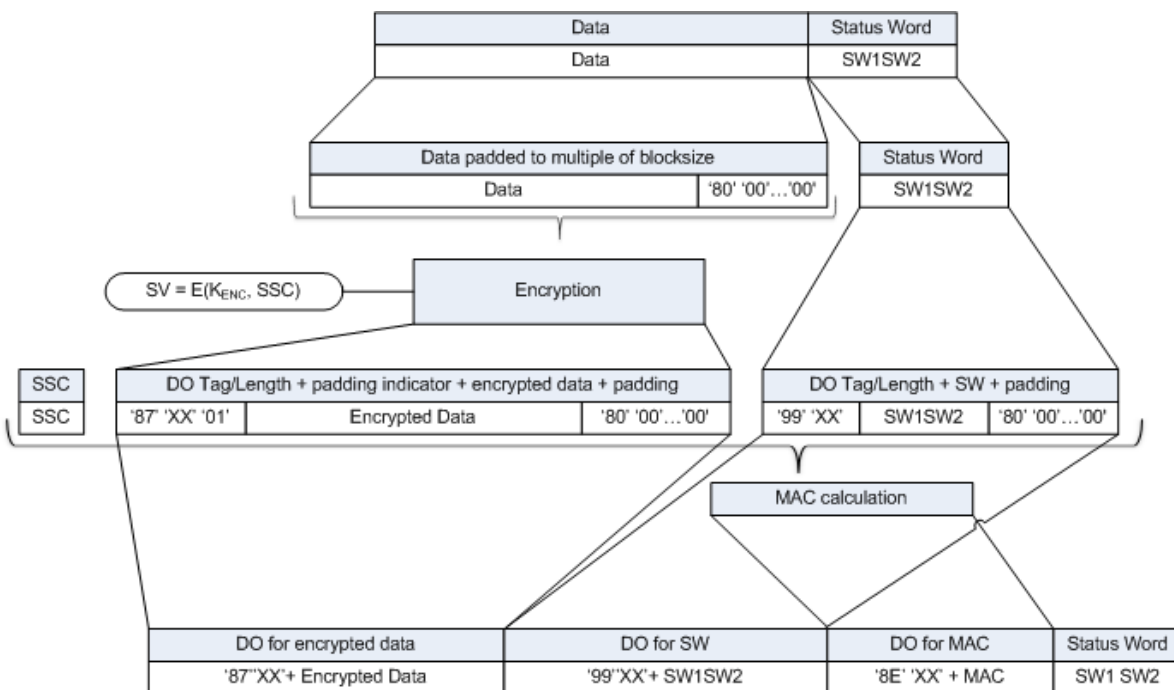 Data Status Word
Data SW1SW2
Data padded to multiple of blocksize Status Word
Data '80' '00'…'00' SW1SW2
SV = E(KENC, SSC) Encryption
SSC DO Tag/Length + padding indicator + encrypted data + padding DO Tag/Length + SW + padding
SSC '87' 'XX' '01' Encrypted Data '80' '00'…'00' '99' 'XX' SW1SW2 '80' '00'…'00'
MAC calculation
DO for encrypted data DO for SW DO for MAC Status Word
'87''XX'+ Encrypted Data '99''XX'+ SW1SW2 '8E' 'XX' + MAC SW1 SW2